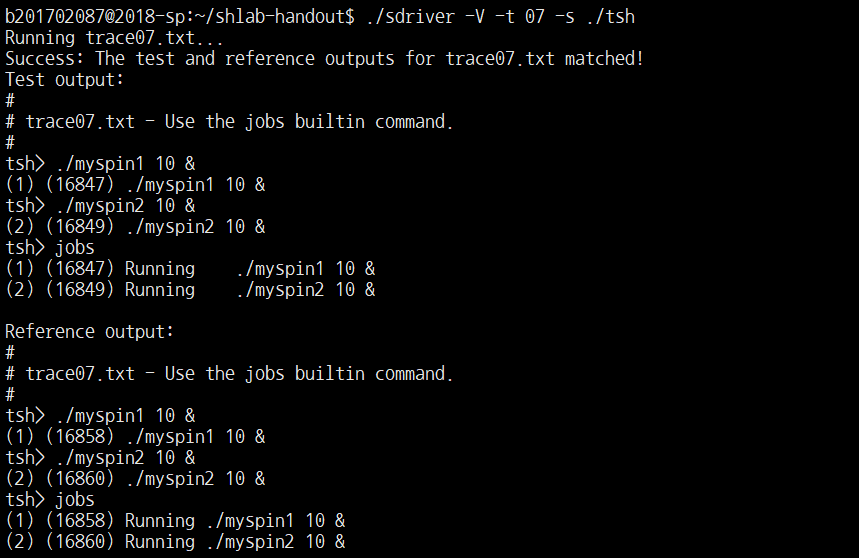 b201702087@2018-sp:~/shlab-handout$ ./sdriver -V -t 07 -s ./tsh
Running trace07.txt...
Success: The test and reference outputs for trace07.txt matched!
Test output:
#
# trace07.txt - Use the jobs builtin command.
#
tsh> ./myspin1 10 &
(1) (16847) ./myspin1 10 &
tsh> ./myspin2 10 &
(2) (16849) ./myspin2 10 &
tsh> jobs
(1) (16847) Running    ./myspin1 10 &
(2) (16849) Running    ./myspin2 10 &

Reference output:
#
# trace07.txt - Use the jobs builtin command.
#
tsh> ./myspin1 10 &
(1) (16858) ./myspin1 10 &
tsh> ./myspin2 10 &
(2) (16860) ./myspin2 10 &
tsh> jobs
(1) (16858) Running ./myspin1 10 &
(2) (16860) Running ./myspin2 10 &